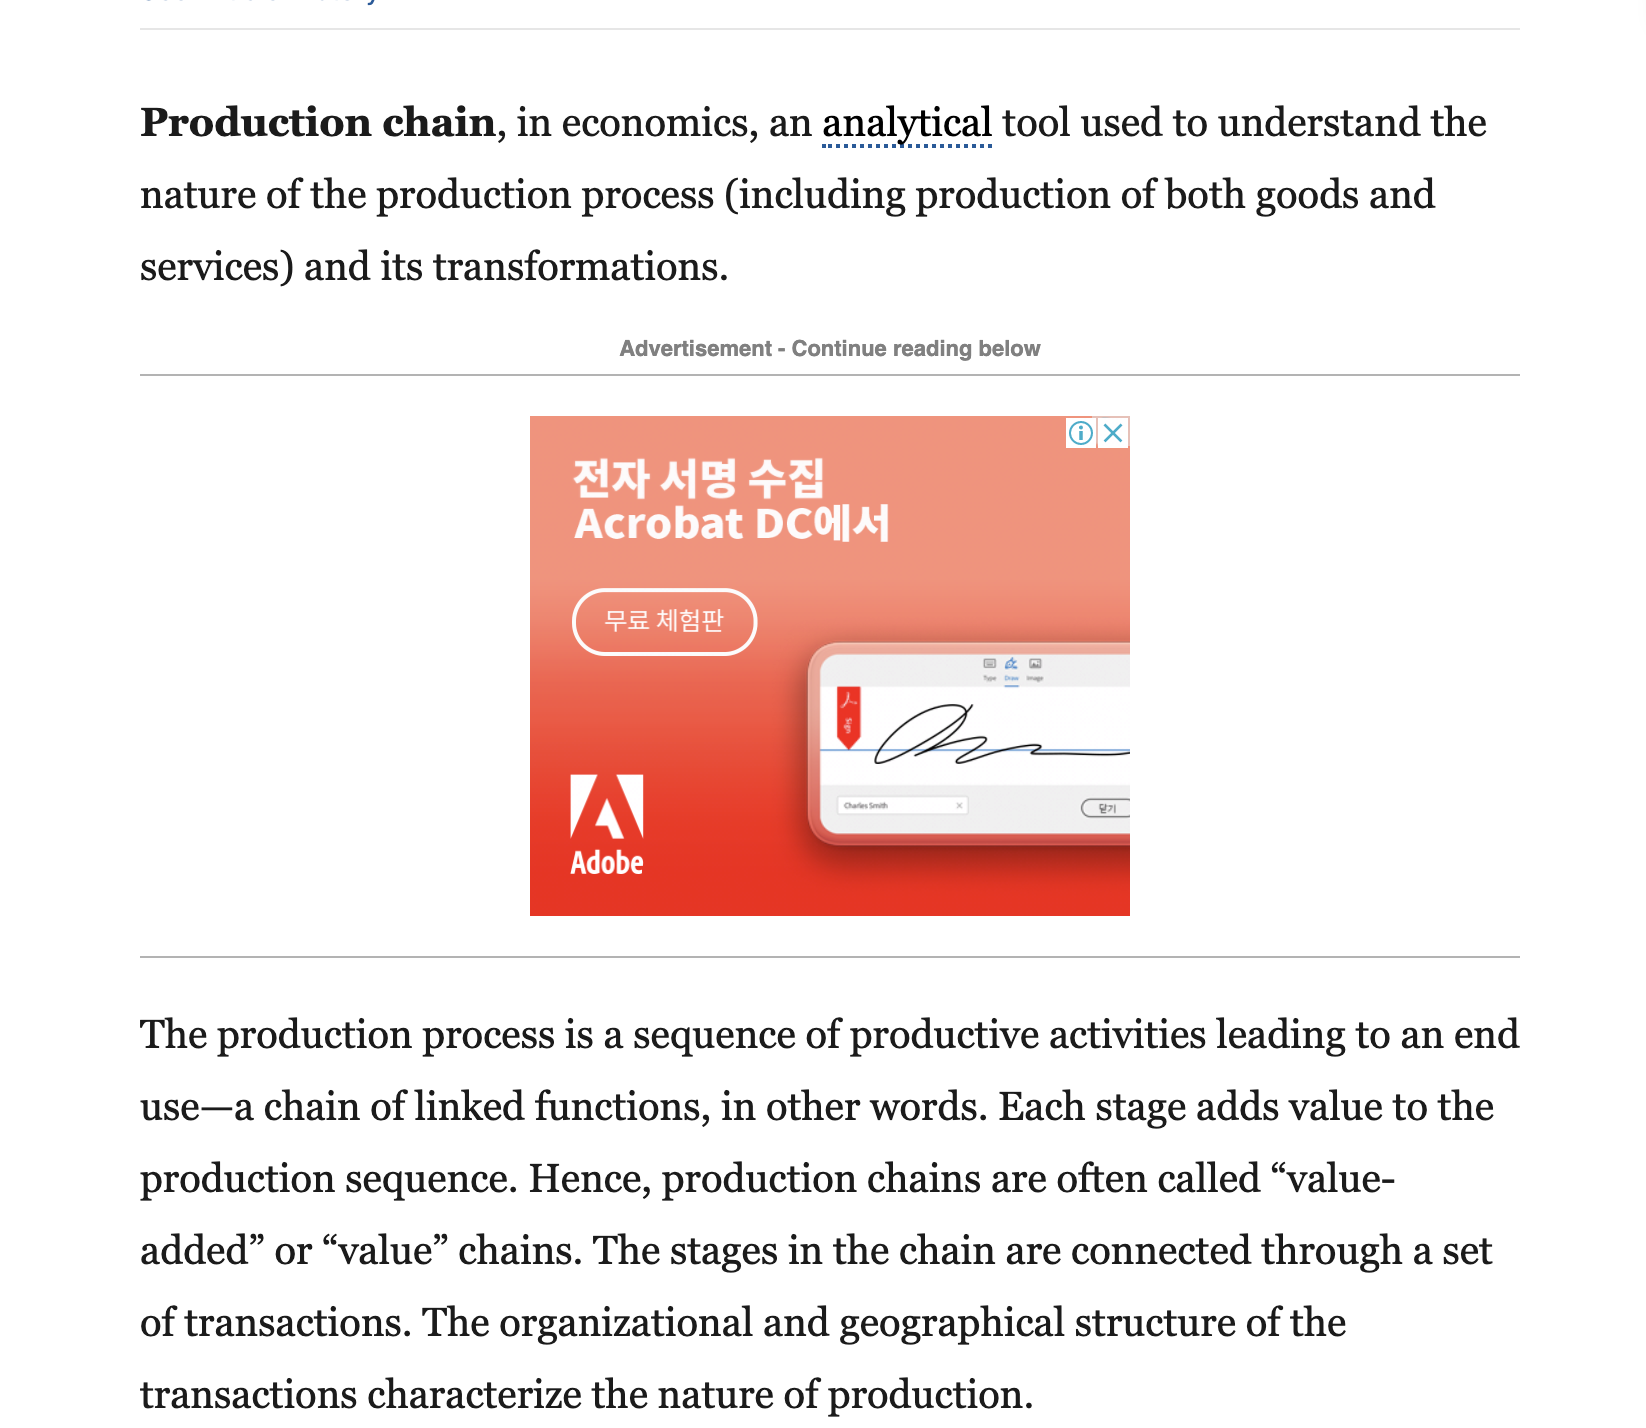 Production chain, in economics, an analytical tool used to understand the
nature of the production process (including production of both goods and
services) and its transformations.
Advertisement - Continue reading below
전자 서명 수집
Acrobat DC에서
무료 체험판
Type Draw Image
Sign
Charles Smith
닫기
Adobe
The production process is a sequence of productive activities leading to an end
use—a chain of linked functions, in other words. Each stage adds value to the
production sequence. Hence, production chains are often called “value-
added” or “value” chains. The stages in the chain are connected through a set
of transactions. The organizational and geographical structure of the
transactions characterize the nature of production.